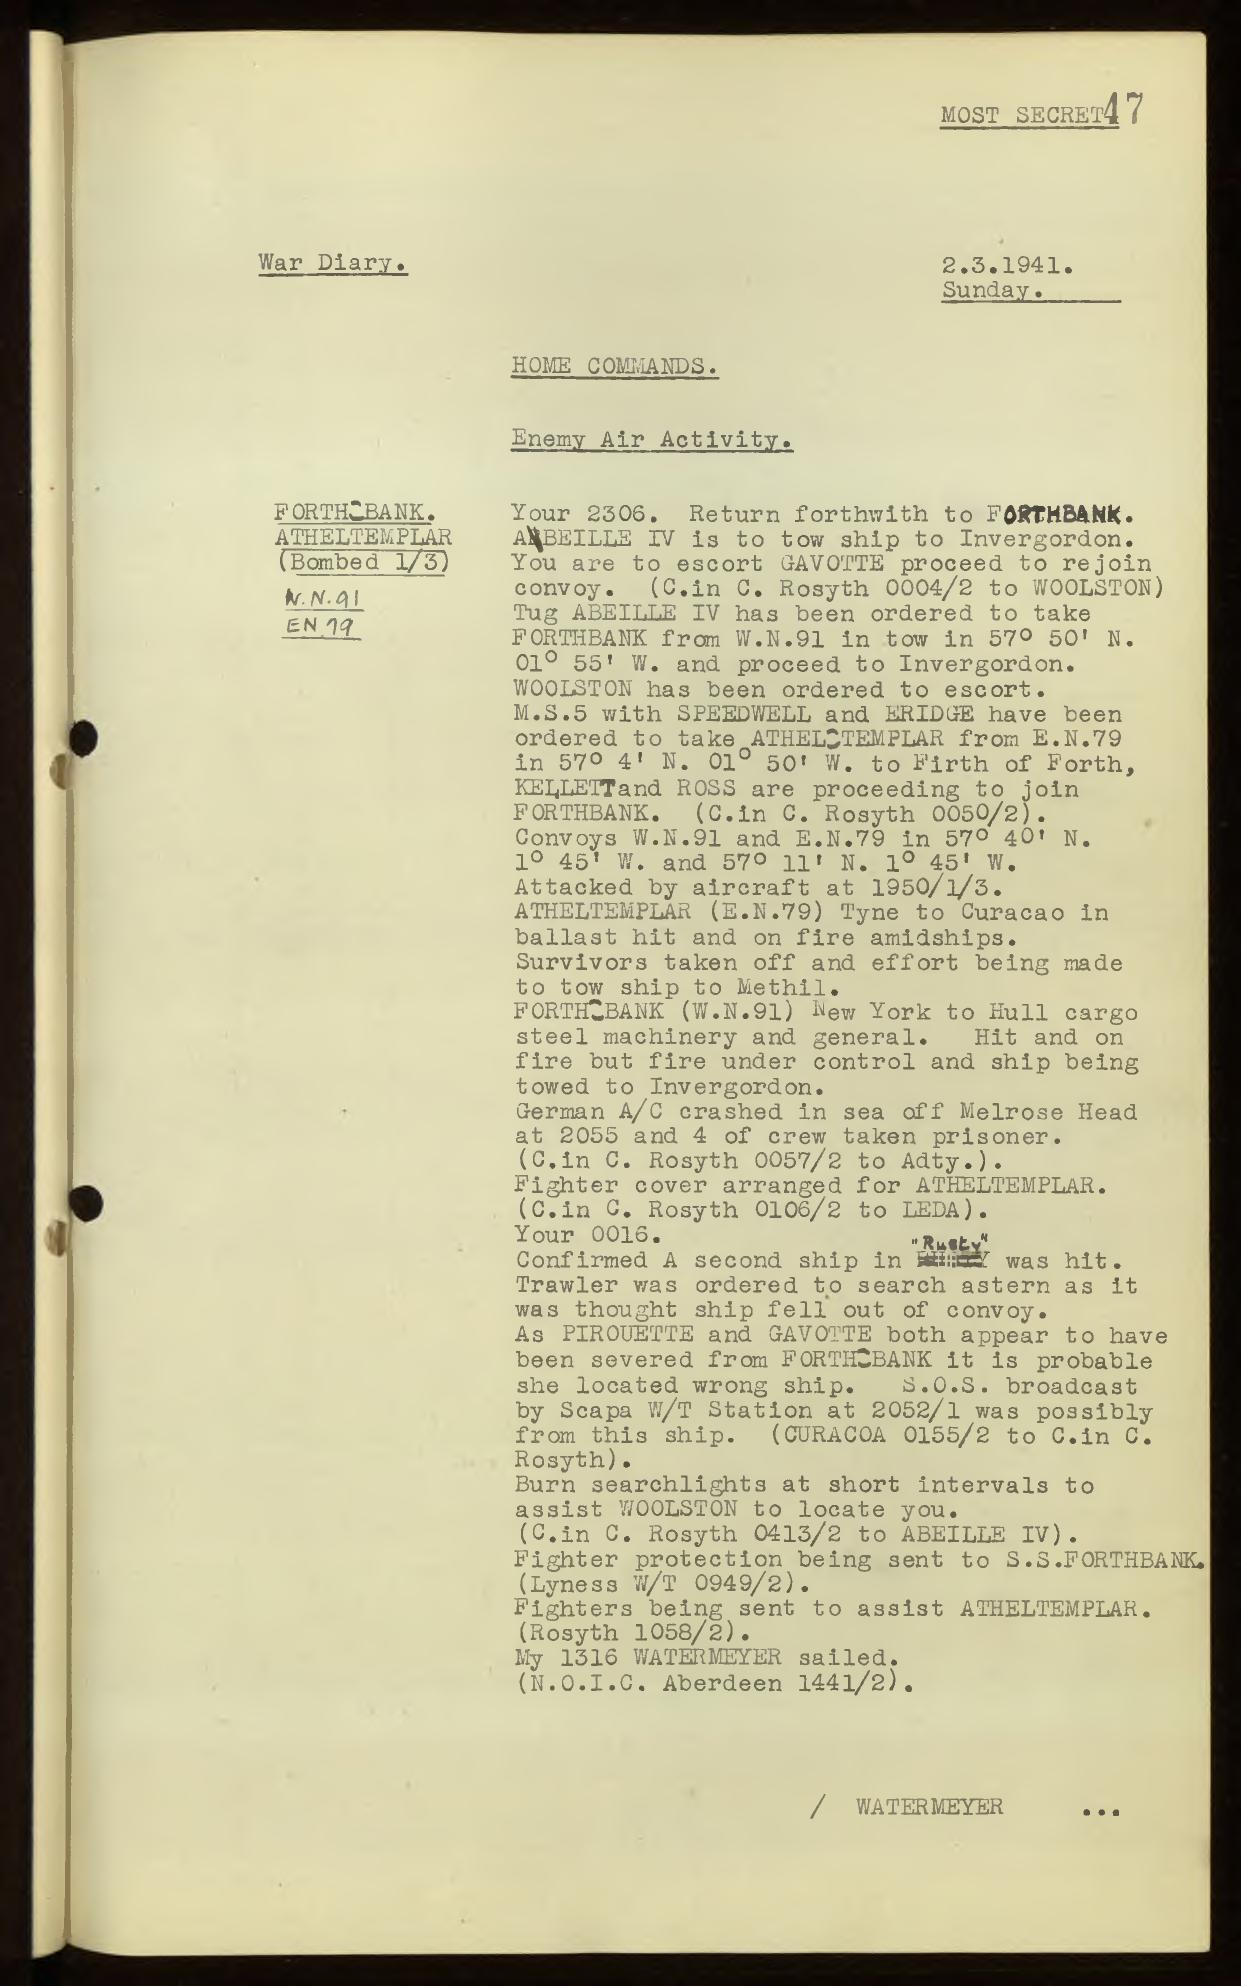 MOST SECRET 47
War Diary.
2.3.1941.
Sunday.
HOME COMMANDS.
Enemy Air Activity.
FORTHBANK.
ATHELTEMPLAR
(Bombed 1/3)
W.N.91
EN 79
Your 2306. Return forthwith to FORTHBANK.
ABEILLE IV is to tow ship to Invergordon.
You are to escort GAVOTTE proceed to rejoin
convoy. (C.in C. Rosyth 0004/2 to WOOLSTON)
Tug ABEILLE IV has been ordered to take
FORTHBANK from W.N.91 in tow in 57° 50' N.
01° 55' W. and proceed to Invergordon.
WOOLSTON has been ordered to escort.
M.S.5 with SPEEDWELL and ERIDGE have been
ordered to take ATHELTEMPLAR from E.N.79
in 57° 4' N. 01° 50' W. to Firth of Forth,
KELLETT and ROSS are proceeding to join
FORTHBANK. (C.in C. Rosyth 0050/2).
Convoys W.N.91 and E.N.79 in 57° 40' N.
1° 45' W. and 57° 11' N. 1° 45' W.
Attacked by aircraft at 1950/1/3.
ATHELTEMPLAR (E.N.79) Tyne to Curacao in
ballast hit and on fire amidships.
Survivors taken off and effort being made
to tow ship to Methil.
FORTHBANK (W.N.91) New York to Hull cargo
steel machinery and general. Hit and on
fire but fire under control and ship being
towed to Invergordon.
German A/C crashed in sea off Melrose Head
at 2055 and 4 of crew taken prisoner.
(C.in C. Rosyth 0057/2 to Adty.).
Fighter cover arranged for ATHELTEMPLAR.
(C.in C. Rosyth 0106/2 to LEDA).
Your 0016.
Confirmed A second ship in "Rusty" was hit.
Trawler was ordered to search astern as it
was thought ship fell out of convoy.
As PIROUETTE and GAVOTTE both appear to have
been severed from FORTHBANK it is probable
she located wrong ship. S.O.S. broadcast
by Scapa W/T Station at 2052/1 was possibly
from this ship. (CURACOA 0155/2 to C.in C.
Rosyth).
Burn searchlights at short intervals to
assist WOOLSTON to locate you.
(C.in C. Rosyth 0413/2 to ABEILLE IV).
Fighter protection being sent to S.S.FORTHBANK.
(Lyness W/T 0949/2).
Fighters being sent to assist ATHELTEMPLAR.
(Rosyth 1058/2).
My 1316 WATERMEYER sailed.
(N.O.I.C. Aberdeen 1441/2).
/ WATERMEYER ...